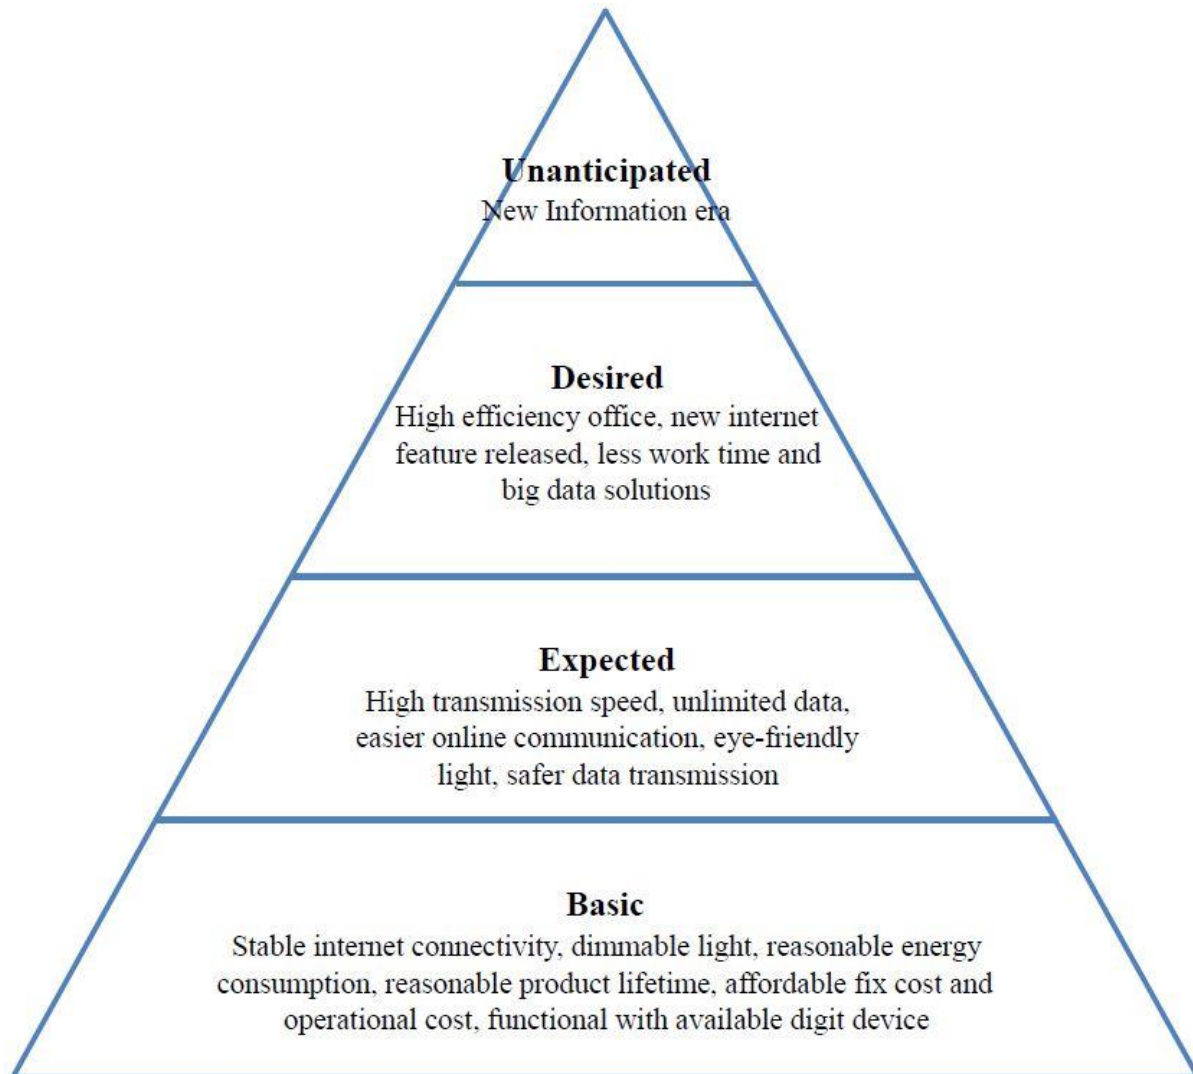 Unanticipated
New Information era
Desired
High efficiency office, new internet
feature released, less work time and
big data solutions
Expected
High transmission speed, unlimited data,
easier online communication, eye-friendly
light, safer data transmission
Basic
Stable internet connectivity, dimmable light, reasonable energy
consumption, reasonable product lifetime, affordable fix cost and
operational cost, functional with available digit device